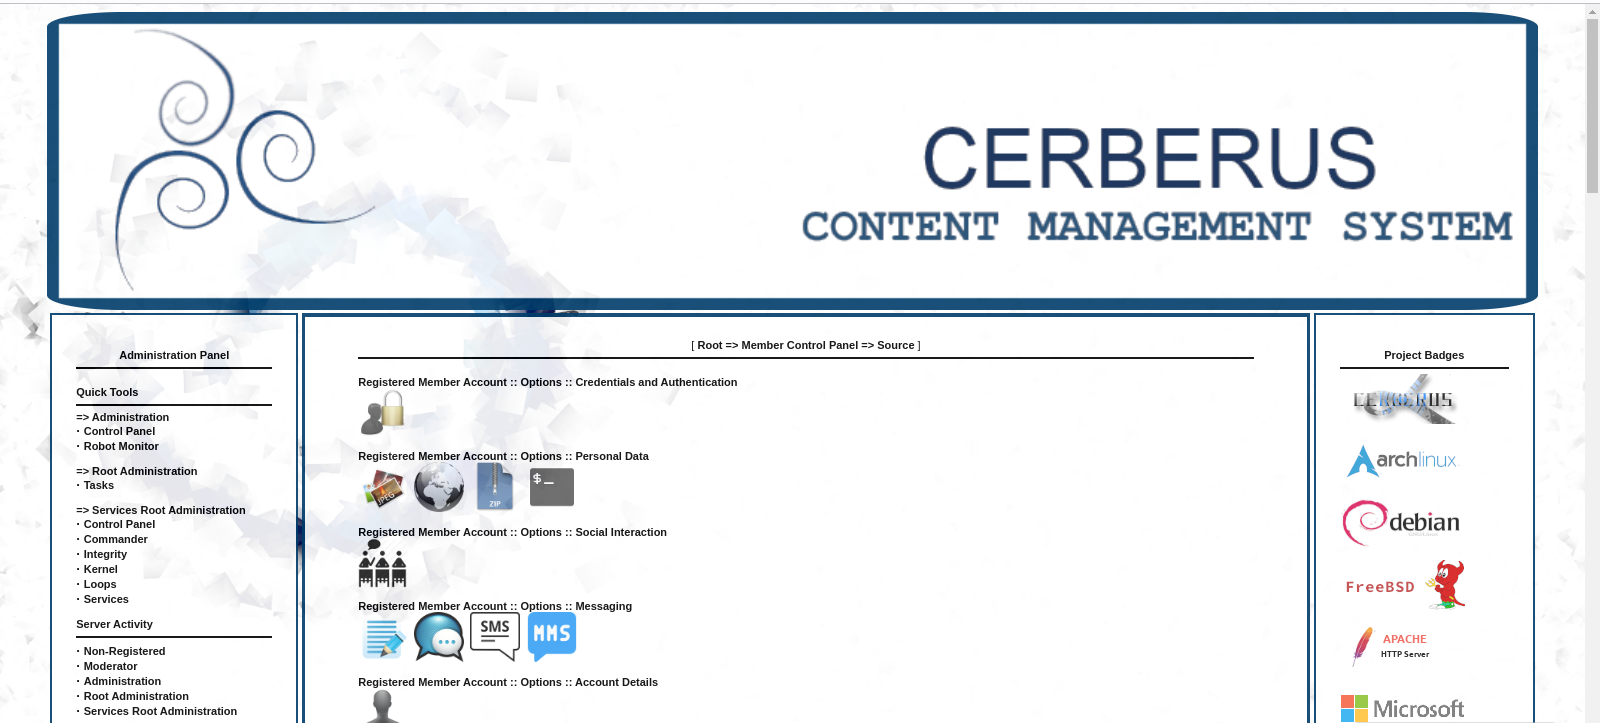 CERBERUS
CONTENT MANAGEMENT SYSTEM
Administration Panel
Quick Tools
=> Administration
· Control Panel
· Robot Monitor
=> Root Administration
· Tasks
=> Services Root Administration
· Control Panel
· Commander
· Integrity
· Kernel
· Loops
· Services
Server Activity
· Non-Registered
· Moderator
· Administration
· Root Administration
· Services Root Administration
[ Root => Member Control Panel => Source ]
Registered Member Account :: Options :: Credentials and Authentication
Registered Member Account :: Options :: Personal Data
JPEG
ZIP
$_
Registered Member Account :: Options :: Social Interaction
Registered Member Account :: Options :: Messaging
SMS
MMS
Registered Member Account :: Options :: Account Details
Project Badges
CERBERUS
archlinux
debian
FreeBSD
APACHE
HTTP Server
Microsoft